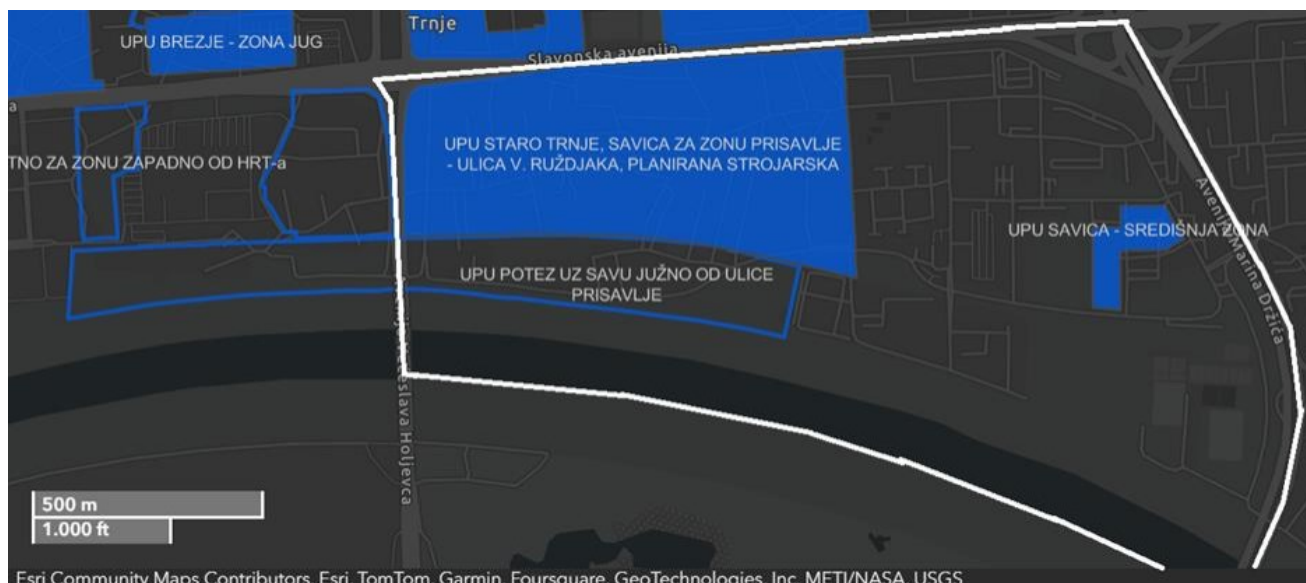 Trnje
UPU BREZJE - ZONA JUG
Slavonska avenija
a
UPU STARO TRNJE, SAVICA ZA ZONU PRISAVLJE
- ULICA V. RUŽDJAKA, PLANIRANA STROJARSKA
TNO ZA ZONU ZAPADNO OD HRT-a
Avenija Marina Držića
UPU SAVICA - SREDIŠNJA ZONA
UPU POTEZ UZ SAVU JUŽNO OD ULICE
PRISAVLJE
Holjevca
500 m
1.000 ft
Esri Community Maps Contributors, Esri, TomTom, Garmin, Foursquare, GeoTechnologies, Inc, METI/NASA, USGS